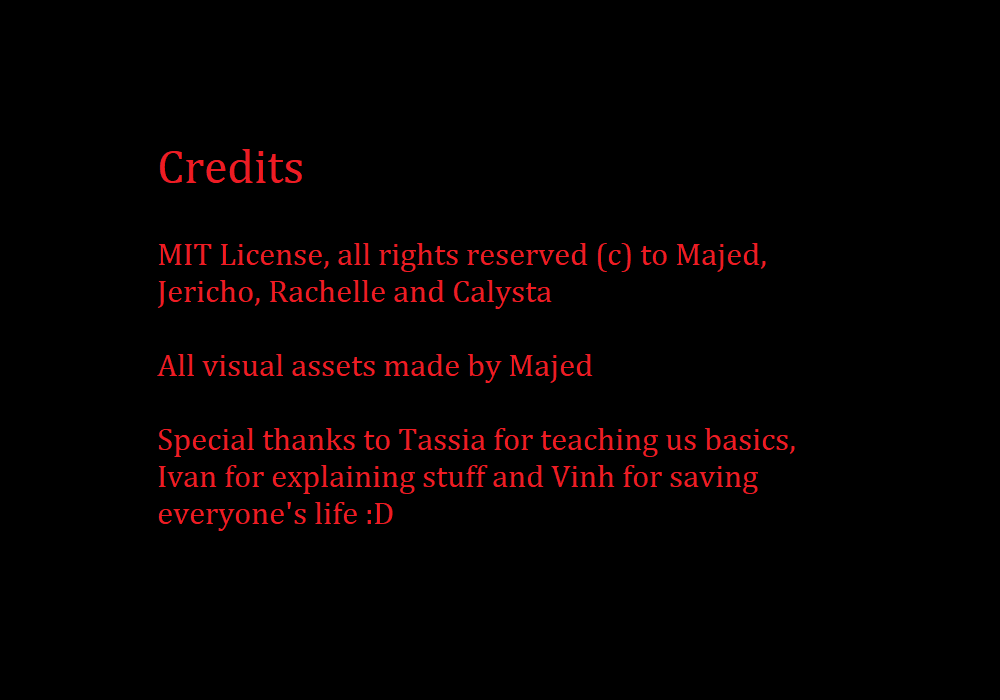 Credits
MIT License, all rights reserved (c) to Majed,
Jericho, Rachelle and Calysta
All visual assets made by Majed
Special thanks to Tassia for teaching us basics,
Ivan for explaining stuff and Vinh for saving
everyone's life :D